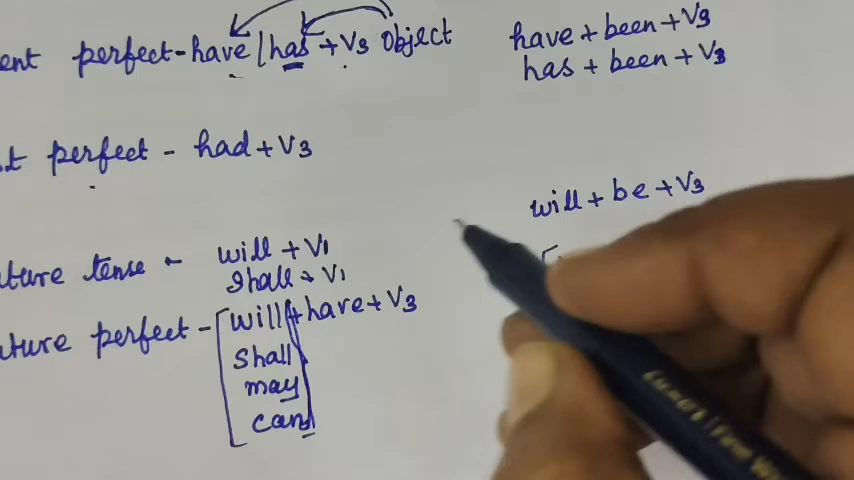 perfect - have | has + V3 Object
have + been + V3
has + been + V3
perfect - had + V3
will + be + V3
tense - will + V1
Shall + V1
perfect - will + have + V3
Shall
may
can